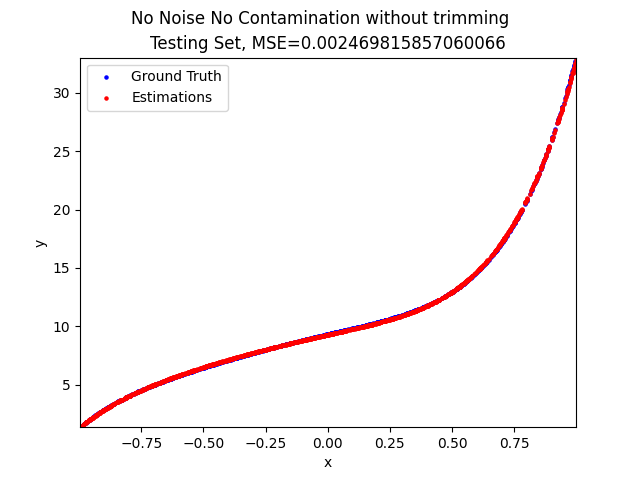 No Noise No Contamination without trimming
Testing Set, MSE=0.002469815857060066
Ground Truth
Estimations
30
25
20
15
10
5
y
−0.75 −0.50 −0.25 0.00 0.25 0.50 0.75
x